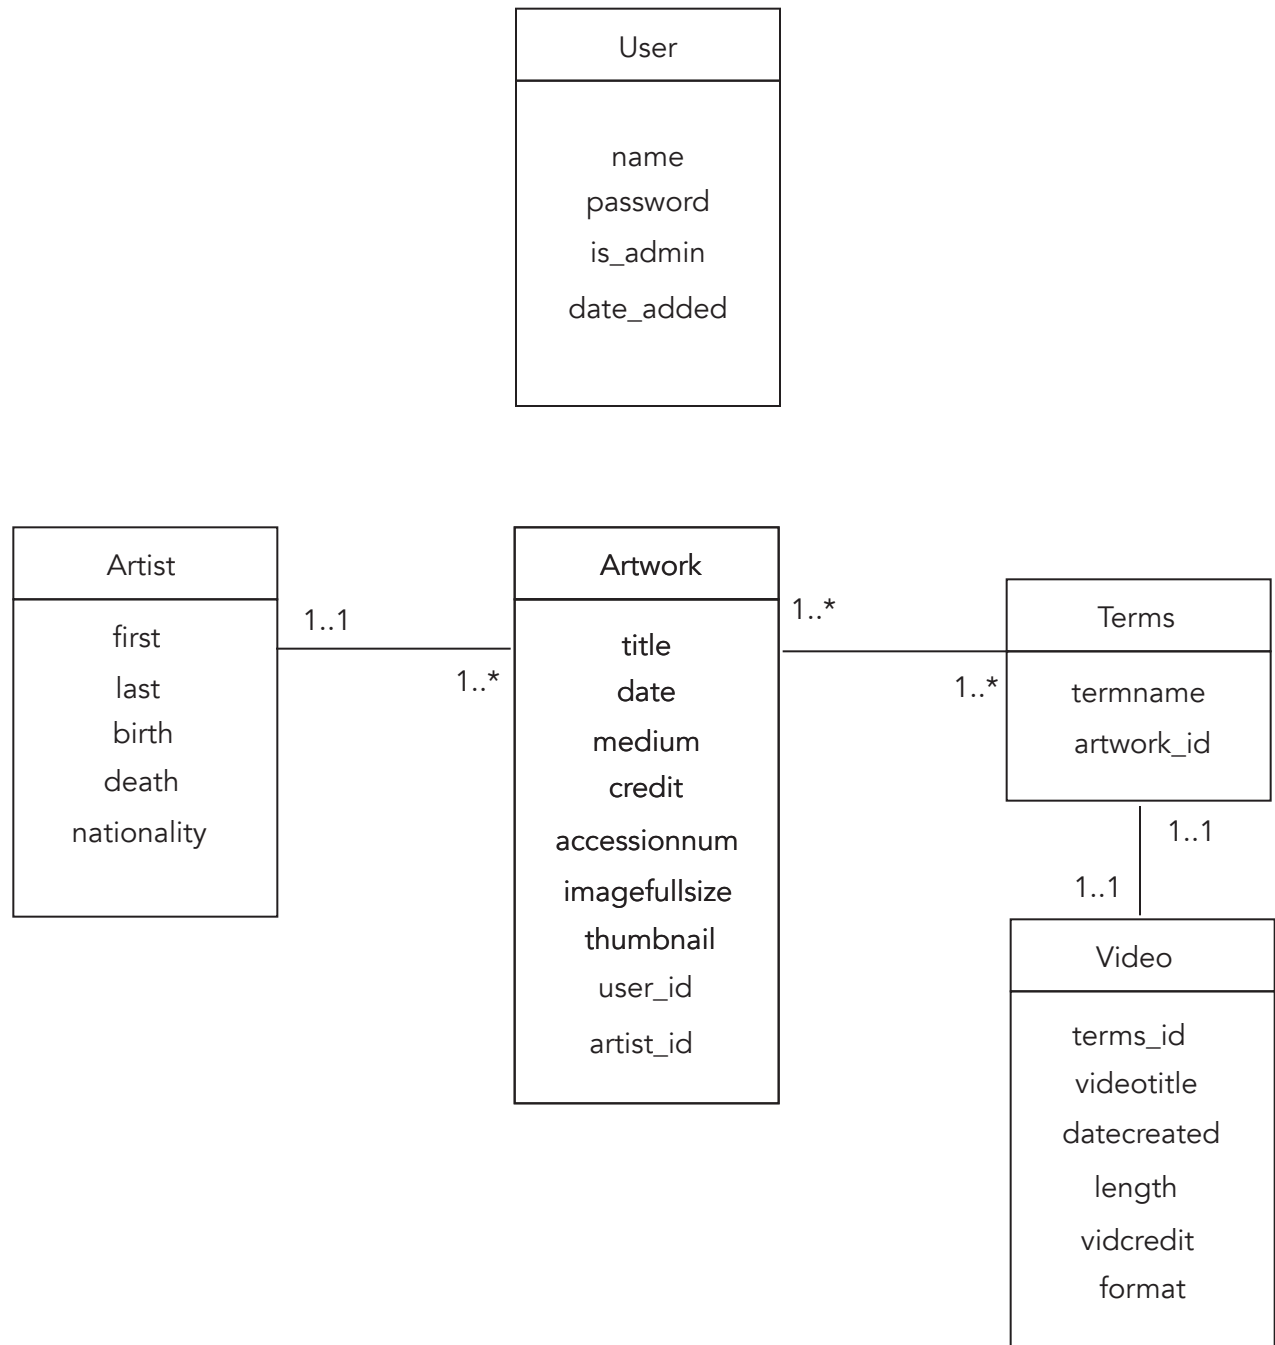 User
name
password
is_admin
date_added
Artist
first
last
birth
death
nationality
1..1
1..*
Artwork
title
date
medium
credit
accessionnum
imagefullsize
thumbnail
user_id
artist_id
1..*
1..*
Terms
termname
artwork_id
1..1
1..1
Video
terms_id
videotitle
datecreated
length
vidcredit
format